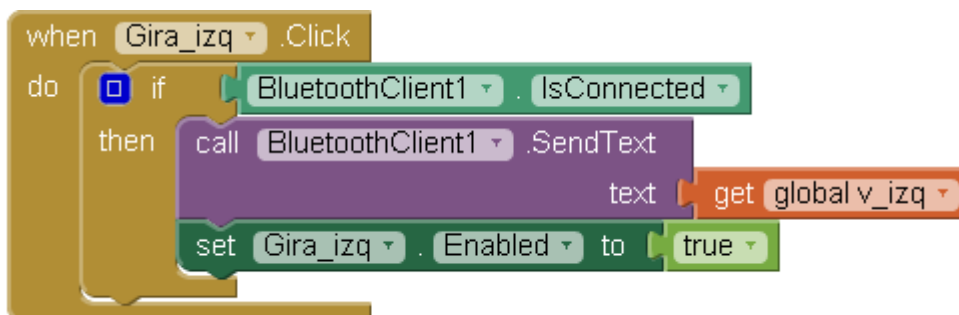 when Gira_izq .Click
do if BluetoothClient1 . IsConnected
then call BluetoothClient1 .SendText
text get global v_izq
set Gira_izq . Enabled to true